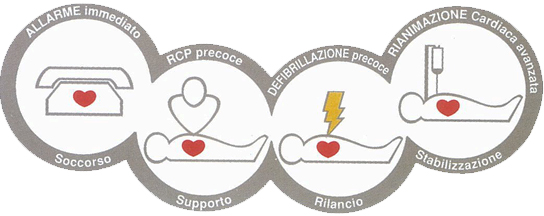 ALLARME immediato
Soccorso
RCP precoce
Supporto
DEFIBRILLAZIONE precoce
Rilancio
RIANIMAZIONE Cardiaca avanzata
Stabilizzazione